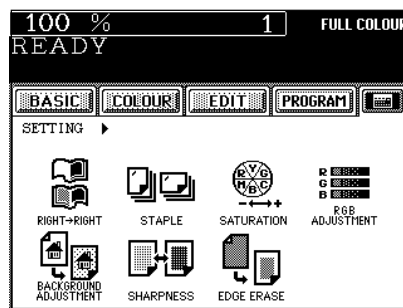 100 % 1 FULL COLOUR
READY
BASIC COLOUR EDIT PROGRAM
SETTING ▶
RIGHT→RIGHT STAPLE SATURATION RGB ADJUSTMENT
R Y G M B C
R
G
B
BACKGROUND ADJUSTMENT SHARPNESS EDGE ERASE